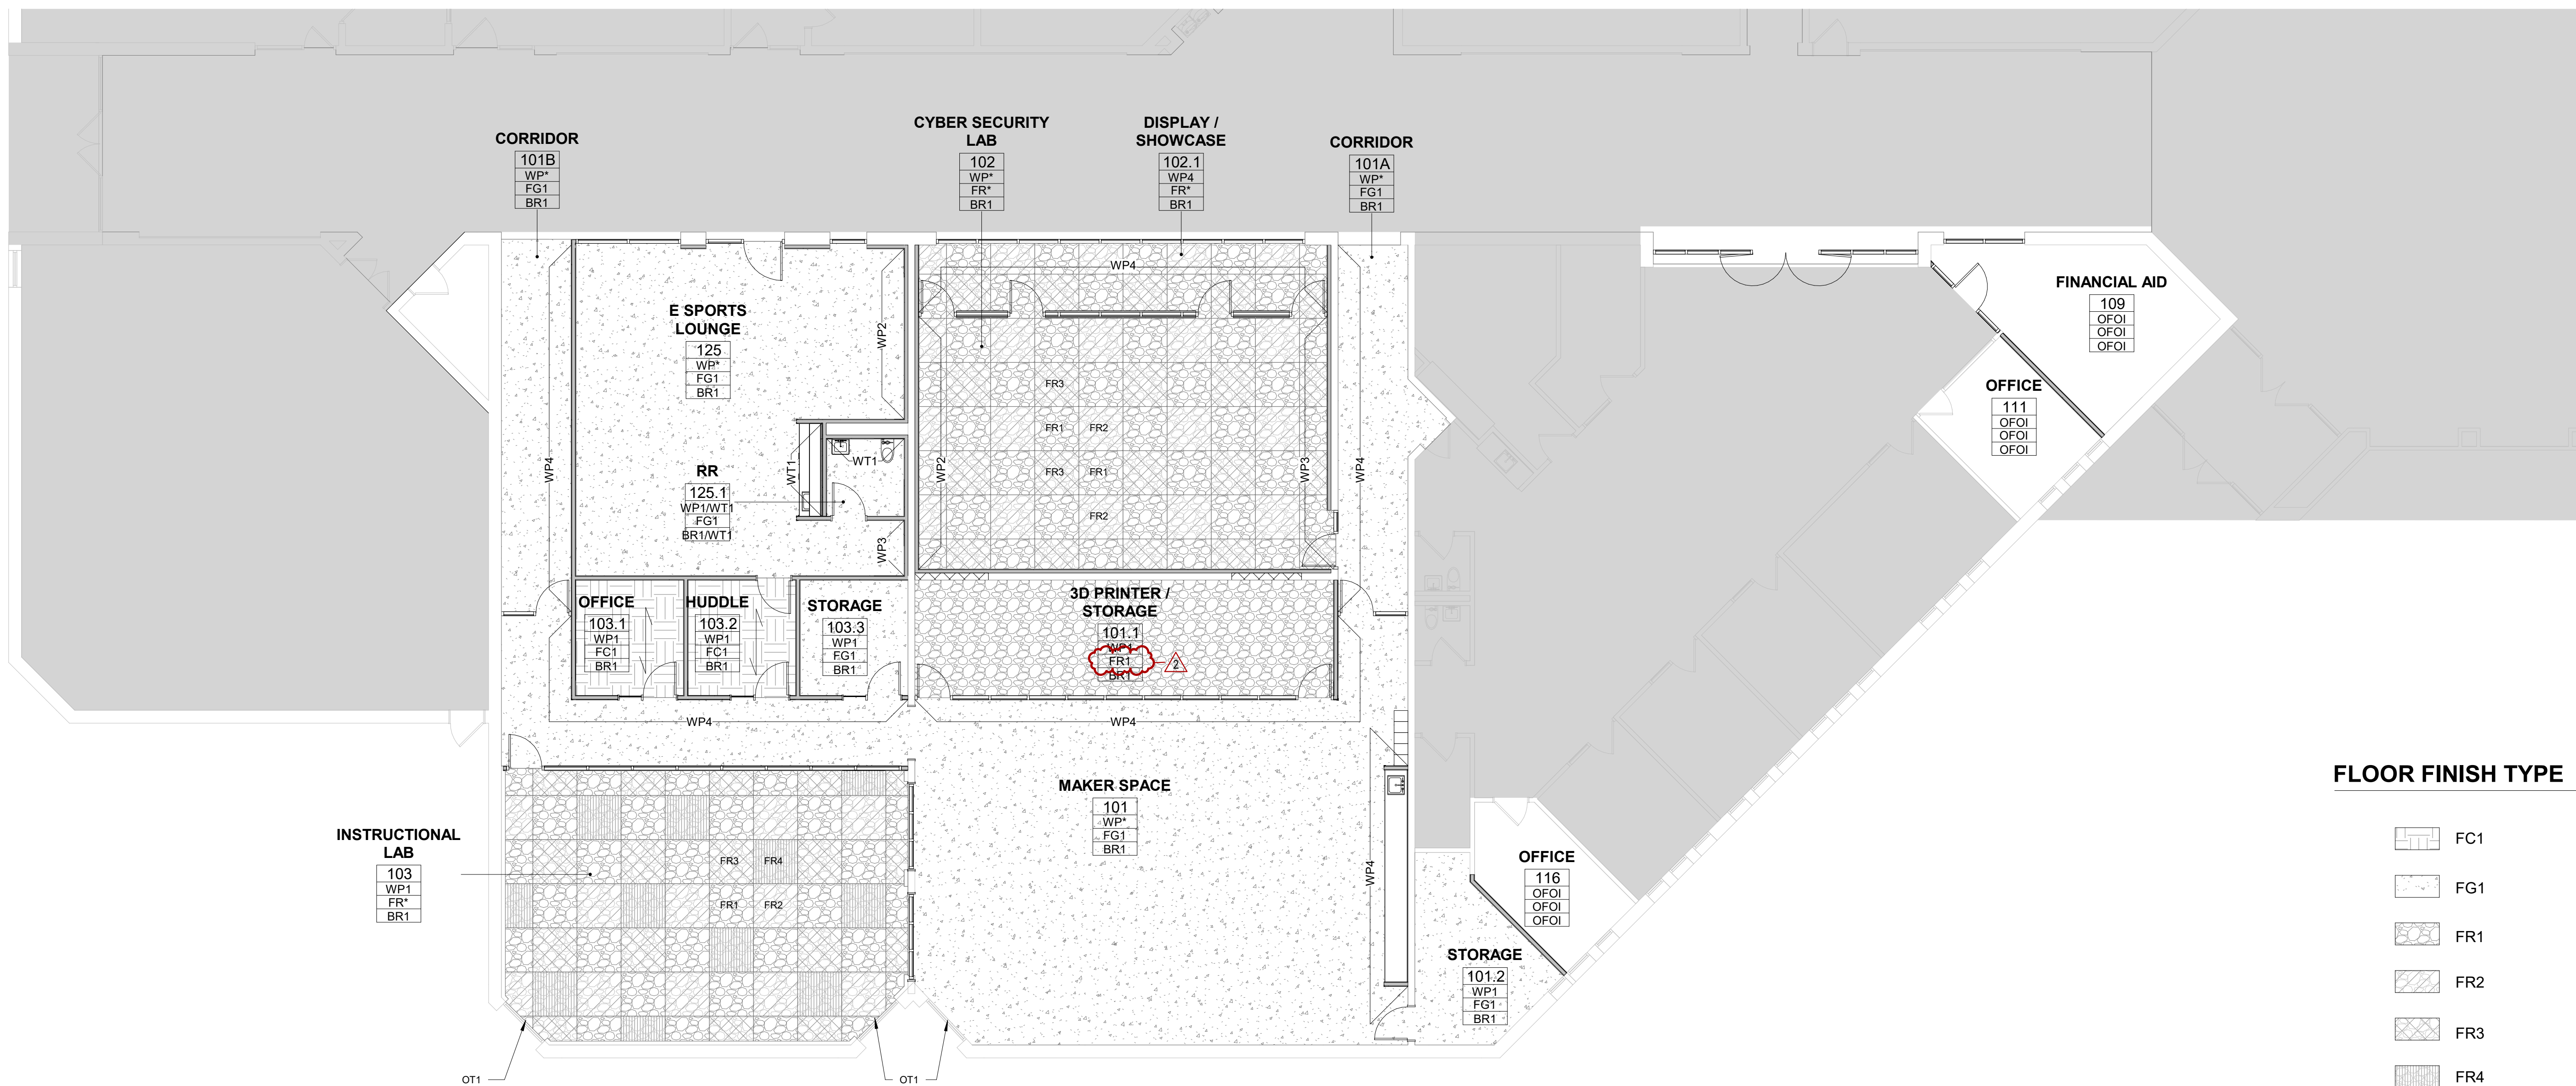 CORRIDOR
101B
WP*
FG1
BR1
CYBER SECURITY
LAB
102
WP*
FR*
BR1
DISPLAY /
SHOWCASE
102.1
WP4
FR*
BR1
CORRIDOR
101A
WP*
FG1
BR1
WP4
E SPORTS
LOUNGE
125
WP*
FG1
BR1
WP2
WP4
FR3
FR1
FR2
FR3
FR1
FR2
WP2
WP3
WP4
FINANCIAL AID
109
OFOI
OFOI
OFOI
OFFICE
111
OFOI
OFOI
OFOI
RR
125.1
WP1/WT1
FG1
BR1/WT1
WT1
WT1
WP3
OFFICE
103.1
WP1
FC1
BR1
HUDDLE
103.2
WP1
FC1
BR1
STORAGE
103.3
WP1
FG1
BR1
3D PRINTER /
STORAGE
101.1
WP1
FR1
BR1
2
WP4
WP4
INSTRUCTIONAL
LAB
103
WP1
FR*
BR1
FR3
FR4
FR1
FR2
MAKER SPACE
101
WP*
FG1
BR1
WP4
OFFICE
116
OFOI
OFOI
OFOI
STORAGE
101.2
WP1
FG1
BR1
OT1
OT1
FLOOR FINISH TYPE
FC1
FG1
FR1
FR2
FR3
FR4